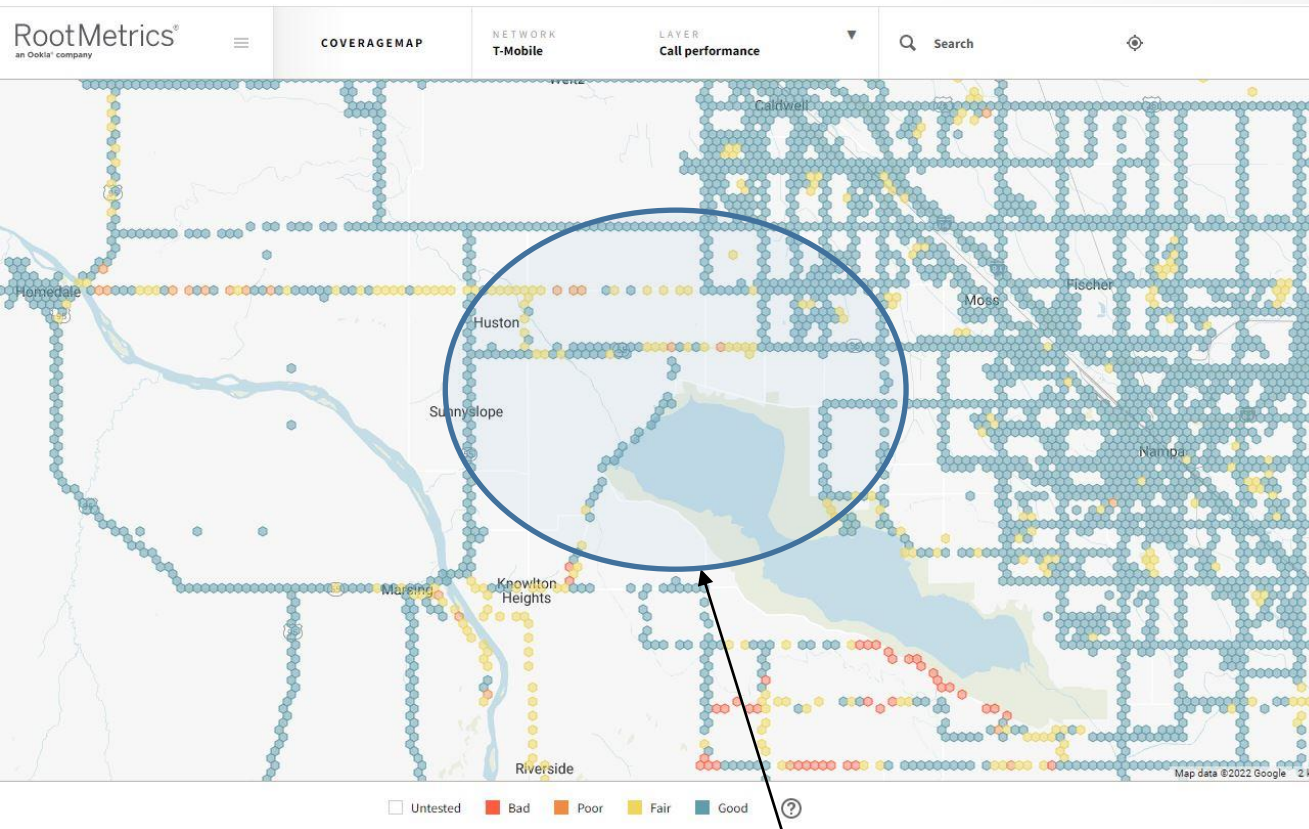 RootMetrics®
an Ookla® company
COVERAGEMAP
NETWORK
T-Mobile
LAYER
Call performance
▼
Search
Caldwell
Homedale
Huston
Moss
Fischer
Sunnyslope
Nampa
Marsing
Knowlton
Heights
Riverside
Map data ©2022 Google
Untested
Bad
Poor
Fair
Good
?